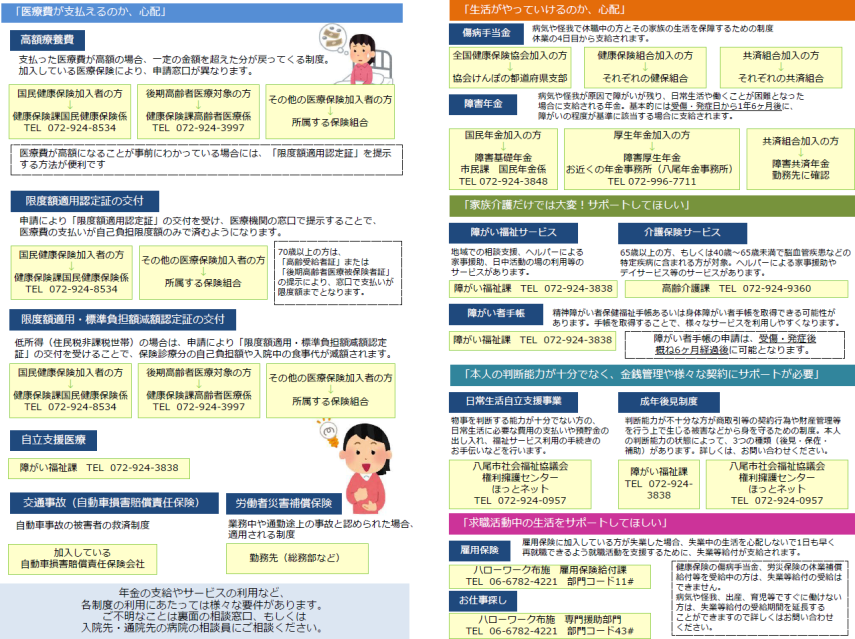 「医療費が支払えるのか、心配」
高額療養費
支払った医療費が高額の場合、一定の金額を超えた分が戻ってくる制度。
加入している医療保険により、申請窓口が異なります。
国民健康保険加入者の方
↓
健康保険課国民健康保険係
TEL 072-924-8534
後期高齢者医療対象の方
↓
健康保険課高齢者医療係
TEL 072-924-3997
その他の医療保険加入者の方
↓
所属する保険組合
医療費が高額になることが事前にわかっている場合には、「限度額適用認定証」を提示
する方法が便利です
限度額適用認定証の交付
申請により「限度額適用認定証」の交付を受け、医療機関の窓口で提示することで、
医療費の支払いが自己負担限度額のみで済むようになります。
国民健康保険加入者の方
↓
健康保険課国民健康保険係
TEL 072-924-8534
その他の保険加入者の方
↓
所属する保険組合
70歳以上の方は、
「高齢受給者証」または
「後期高齢者医療被保険者証」
の提示により、窓口で支払いが
限度額までとなります。
限度額適用・標準負担額減額認定証の交付
低所得（住民税非課税世帯）の場合は、申請により「限度額適用・標準負担額減額認定
証」の交付を受けることで、保険診療分の自己負担額や入院中の食事代が減額されます。
国民健康保険加入者の方
↓
健康保険課国民健康保険係
TEL 072-924-8534
後期高齢者医療対象の方
↓
健康保険課高齢者医療係
TEL 072-924-3997
その他の医療保険加入者の方
↓
所属する保険組合
自立支援医療
障がい福祉課 TEL 072-924-3838
交通事故（自動車損害賠償責任保険）
自動車事故の被害者の救済制度
加入している
自動車損害賠償責任保険会社
労働者災害補償保険
業務中や通勤途上の事故と認められた場合、
適用される制度
勤務先（総務部など）
年金の支給やサービスの利用など、
各制度の利用にあたっては様々な要件があります。
ご不明なことは裏面の相談窓口、もしくは
入院先・通院先の病院の相談員にご相談ください。
「生活がやっていけるのか、心配」
傷病手当金
病気や怪我で休職中の方とその家族の生活を保障するための制度
休業の4日目から支給されます。
全国健康保険協会加入の方
↓
協会けんぽの都道府県支部
健康保険組合加入の方
↓
それぞれの健保組合
共済組合加入の方
↓
それぞれの共済組合
障害年金
病気や怪我が原因で障がいが残り、日常生活や働くことが困難となった
場合に支給される年金。基本的には受傷・発症日から1年6ヶ月後に、
障がいの程度が基準に該当する場合に支給されます。
国民年金加入の方
↓
障害基礎年金
市民課 国民年金係
TEL 072-924-3848
厚生年金加入の方
↓
障害厚生年金
お近くの年金事務所（八尾年金事務所）
TEL 072-996-7711
共済組合加入の方
↓
障害共済年金
勤務先に確認
「家族介護だけでは大変！サポートしてほしい」
障がい福祉サービス
地域での相談支援、ヘルパーによる
家事援助、日中活動の場の利用等の
サービスがあります。
障がい福祉課 TEL 072-924-3838
介護保険サービス
65歳以上の方、もしくは40歳～65歳未満で脳血管疾患などの
特定疾病に含まれる方が対象。ヘルパーによる家事援助や
デイサービス等のサービスがあります。
高齢介護課 TEL 072-924-9360
障がい者手帳
精神障がい者保健福祉手帳あるいは身体障がい者手帳を取得できる可能性が
あります。手帳を取得することで、様々なサービスを利用しやすくなります。
障がい福祉課 TEL 072-924-3838
障がい者手帳の申請は、受傷・発症後
概ね6ヶ月経過後に可能となります。
「本人の判断能力が十分でなく、金銭管理や様々な契約にサポートが必要」
日常生活自立支援事業
物事を判断する能力が十分でない方の、
日常生活に必要な費用の支払いや預貯金の
出し入れ、福祉サービス利用の手続きの
お手伝いなどを行います。
八尾市社会福祉協議会
権利擁護センター
ほっとネット
TEL 072-924-0957
成年後見制度
判断能力が不十分な方が商取引等の契約行為や財産管理等
を行う上で生じる被害などから身を守るための制度。本人
の判断能力の状態によって、3つの種類（後見・保佐・
補助）があります。詳しくは、お問い合わせください。
障がい福祉課
TEL 072-924-
3838
八尾市社会福祉協議会
権利擁護センター
ほっとネット
TEL 072-924-0957
「求職活動中の生活をサポートしてほしい」
雇用保険
雇用保険に加入している方が失業した場合、失業中の生活を心配しないで1日も早く
再就職できるよう就職活動を支援するために、失業等給付が支給されます。
ハローワーク布施 雇用保険給付課
TEL 06-6782-4221 部門コード11#
お仕事探し
ハローワーク布施 専門援助部門
TEL 06-6782-4221 部門コード43#
健康保険の傷病手当金、労災保険の休業補償
給付等を受給中の方は、失業等給付の受給は
できません。
病気や怪我、出産、育児等ですぐに働けない
方は、失業等給付の受給期間を延長する
ことができますので詳しくはお問い合わせ
ください。